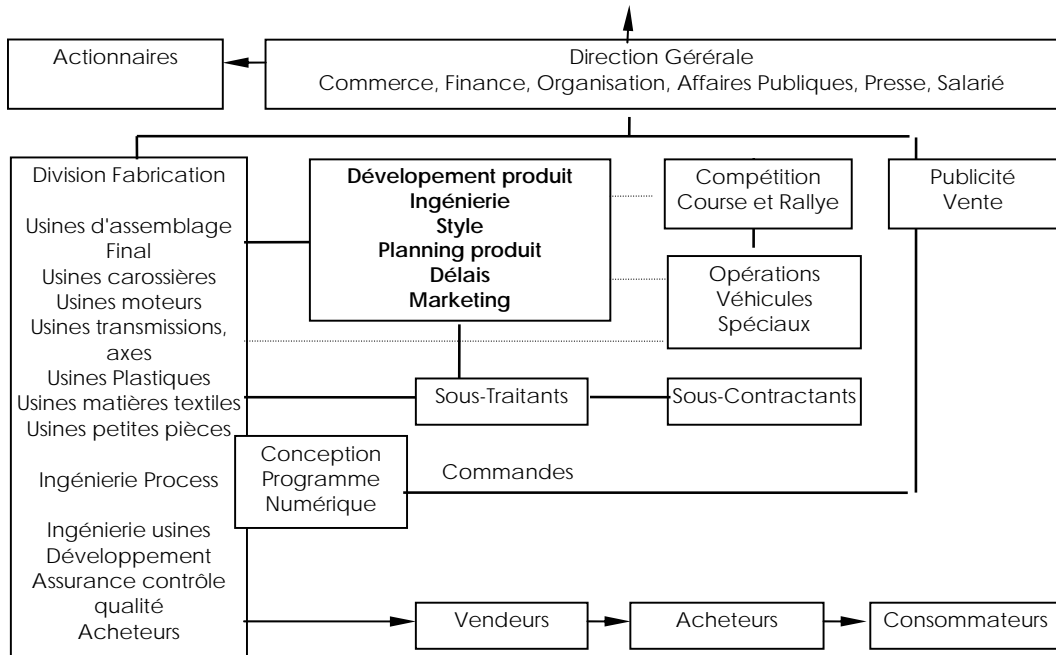 Actionnaires
Direction Gérérale
Commerce, Finance, Organisation, Affaires Publiques, Presse, Salarié
Division Fabrication
Usines d'assemblage
Final
Usines carossières
Usines moteurs
Usines transmissions,
axes
Usines Plastiques
Usines matières textiles
Usines petites pièces
Ingénierie Process
Ingénierie usines
Développement
Assurance contrôle
qualité
Acheteurs
Dévelopement produit
Ingénierie
Style
Planning produit
Délais
Marketing
Compétition
Course et Rallye
Publicité
Vente
Opérations
Véhicules
Spéciaux
Sous-Traitants
Sous-Contractants
Conception
Programme
Numérique
Commandes
Vendeurs
Acheteurs
Consommateurs